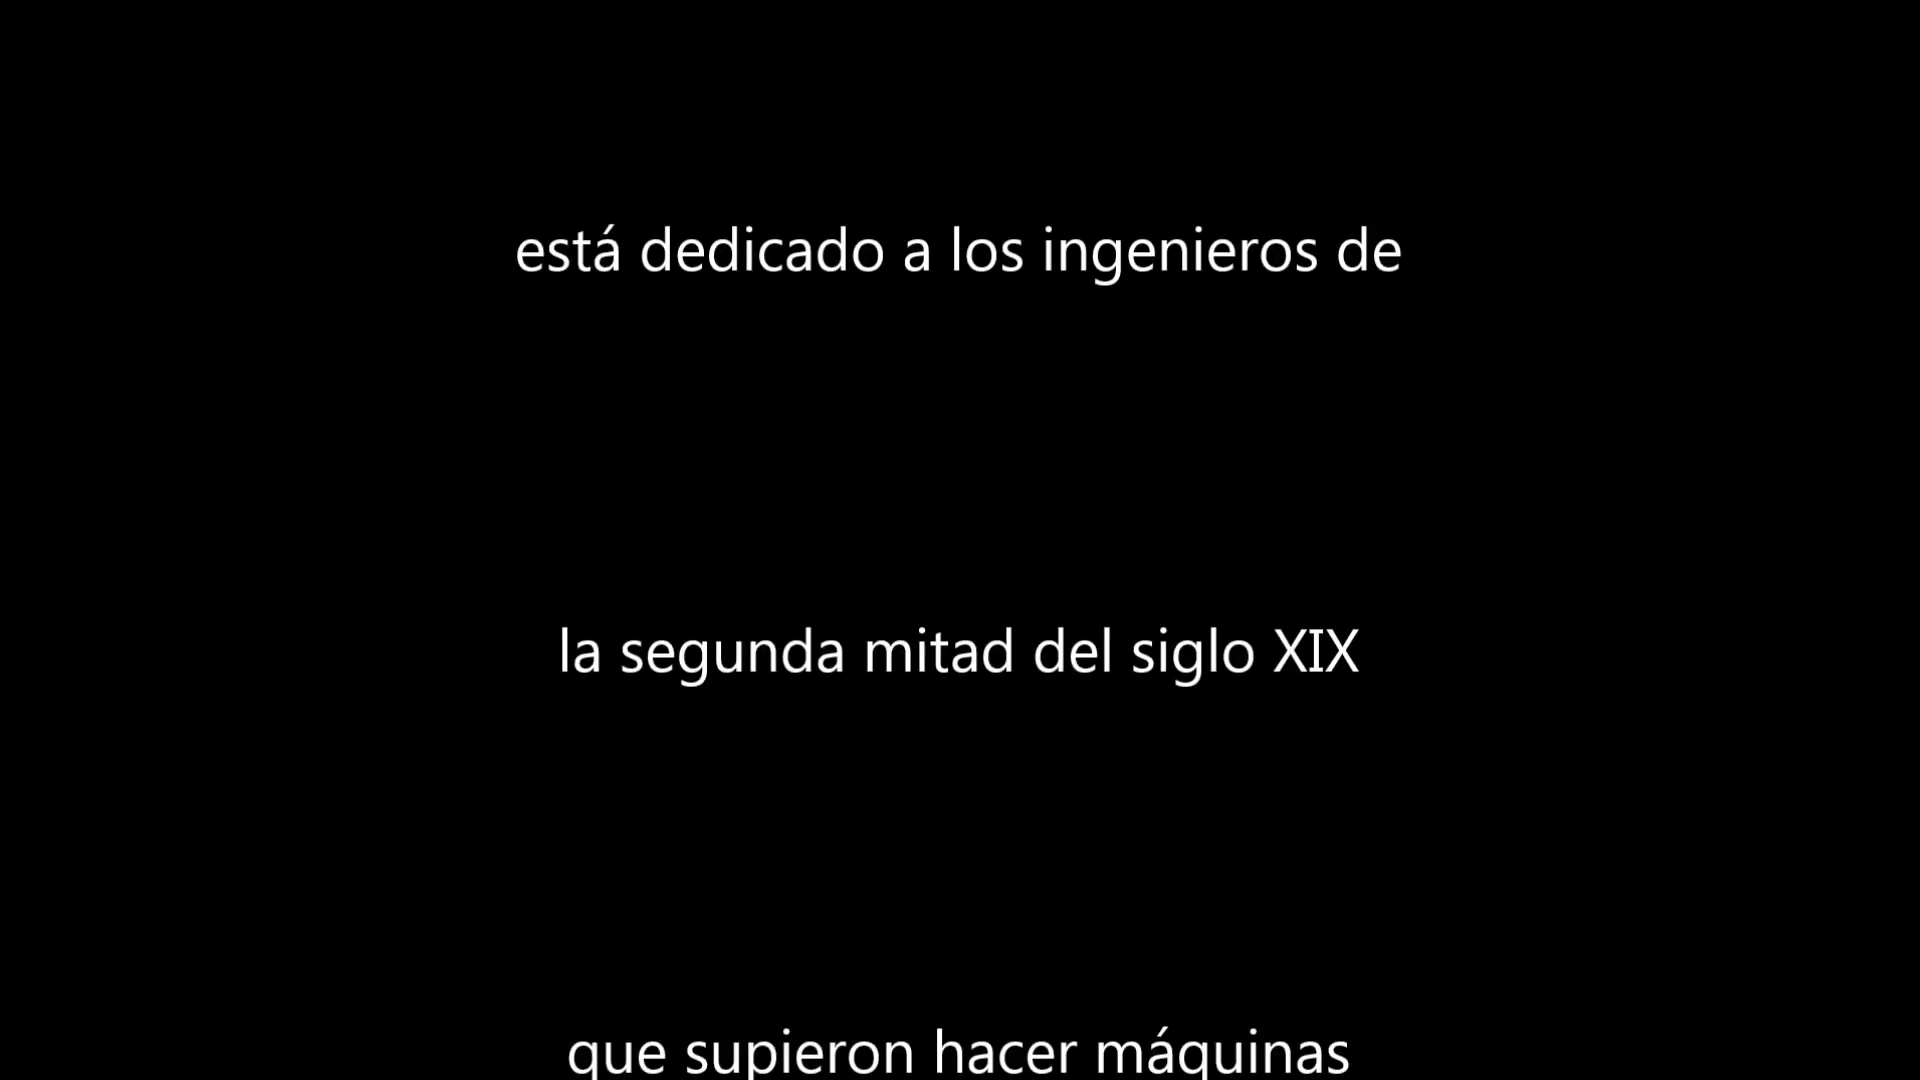 está dedicado a los ingenieros de
la segunda mitad del siglo XIX
que supieron hacer máquinas